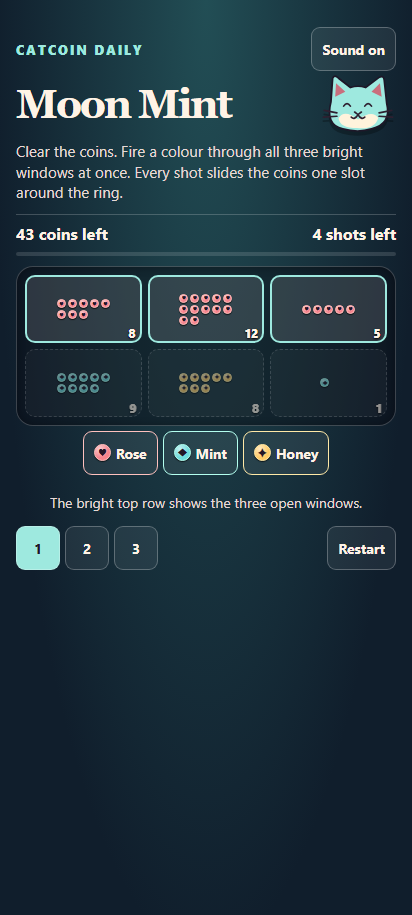 CATCOIN DAILY
Sound on
Moon Mint
Clear the coins. Fire a colour through all three bright
windows at once. Every shot slides the coins one slot
around the ring.
43 coins left
4 shots left
8
12
5
9
8
1
Rose
Mint
Honey
The bright top row shows the three open windows.
1
2
3
Restart